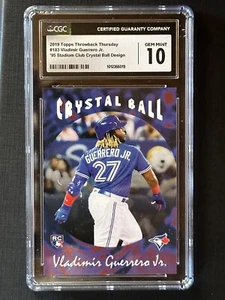 CGC
CERTIFIED GUARANTY COMPANY
2019 Topps Throwback Thursday
#103 Vladimir Guerrero Jr.
'95 Stadium Club Crystal Ball Design
GEM MINT
10
CRYSTAL BALL
GUERRERO JR.
27
RC
Vladimir Guerrero Jr.